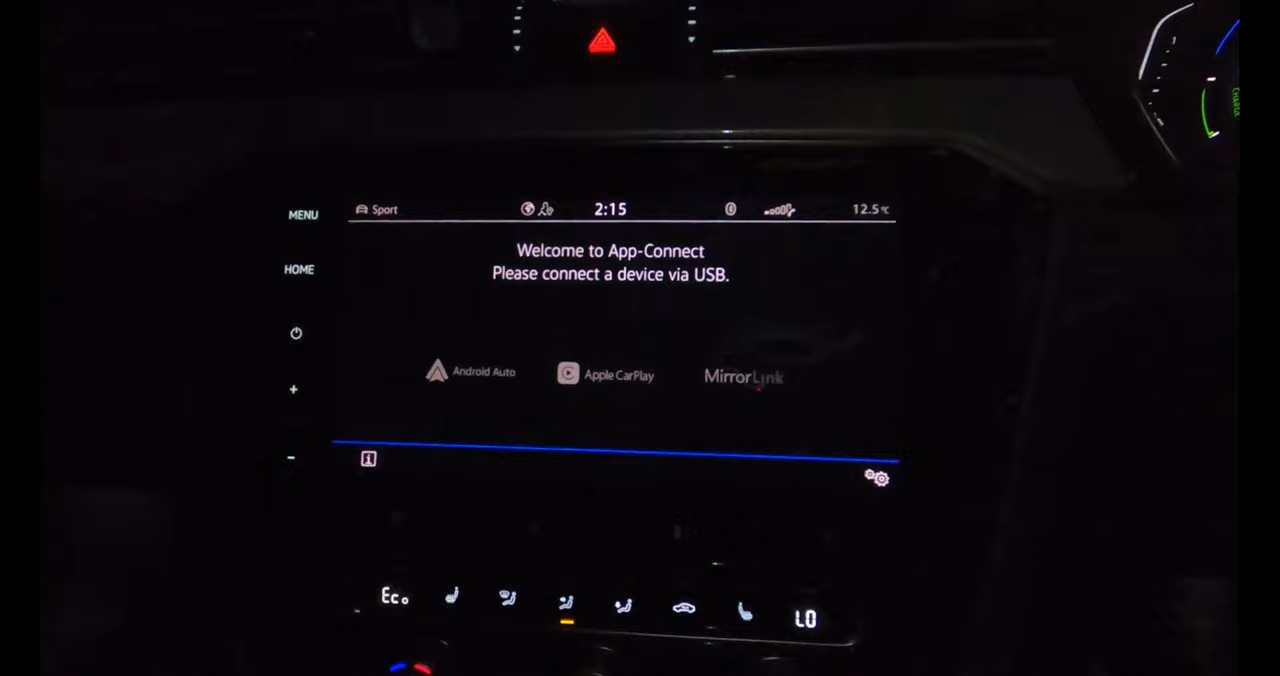 MENU
Sport
2:15
12.5°C
Welcome to App-Connect
Please connect a device via USB.
HOME
Android Auto
Apple CarPlay
MirrorLink
Eco
LO
CHARGE